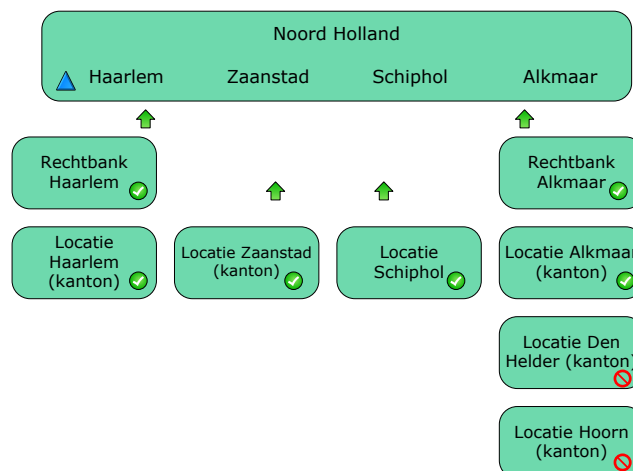 Noord Holland
Haarlem Zaanstad Schiphol Alkmaar
Rechtbank
Haarlem
Rechtbank
Alkmaar
Locatie
Haarlem
(kanton)
Locatie Zaanstad
(kanton)
Locatie
Schiphol
Locatie Alkmaar
(kanton)
Locatie Den
Helder (kanton)
Locatie Hoorn
(kanton)